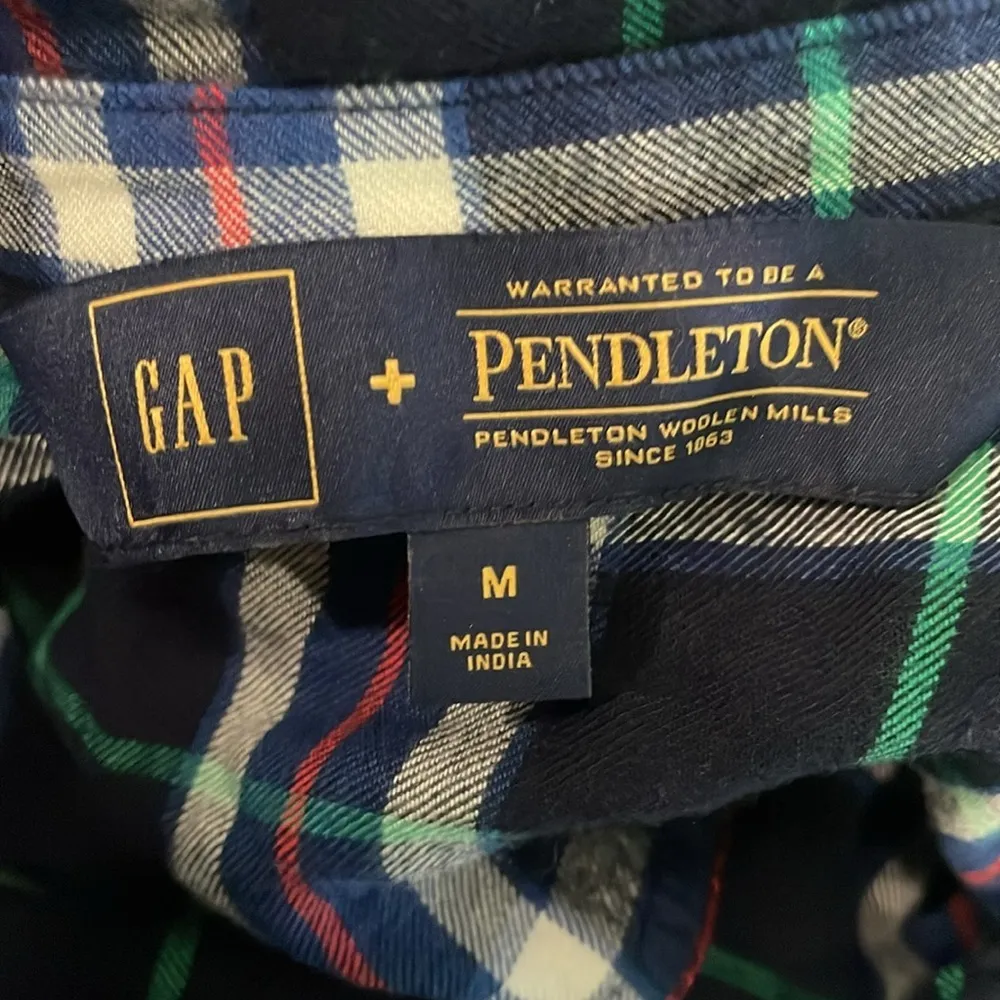 GAP
+
WARRANTED TO BE A
PENDLETON®
PENDLETON WOOLEN MILLS
SINCE 1863
M
MADE IN
INDIA